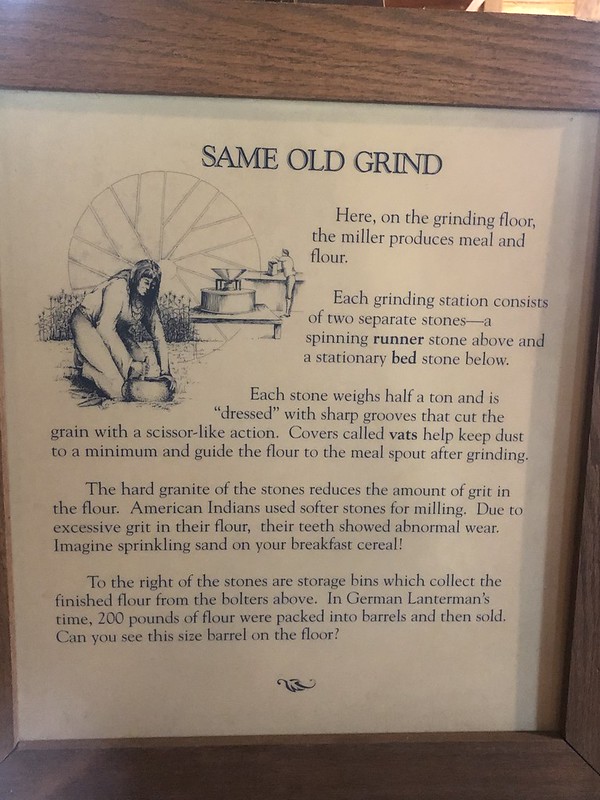 SAME OLD GRIND
Here, on the grinding floor,
the miller produces meal and
flour.
Each grinding station consists
of two separate stones—a
spinning runner stone above and
a stationary bed stone below.
Each stone weighs half a ton and is
“dressed” with sharp grooves that cut the
grain with a scissor-like action. Covers called vats help keep dust
to a minimum and guide the flour to the meal spout after grinding.
The hard granite of the stones reduces the amount of grit in
the flour. American Indians used softer stones for milling. Due to
excessive grit in their flour, their teeth showed abnormal wear.
Imagine sprinkling sand on your breakfast cereal!
To the right of the stones are storage bins which collect the
finished flour from the bolters above. In German Lanterman's
time, 200 pounds of flour were packed into barrels and then sold.
Can you see this size barrel on the floor?